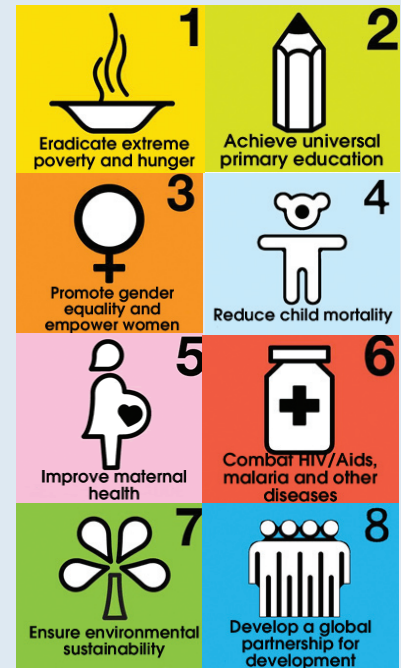 1
Eradicate extreme
poverty and hunger
2
Achieve universal
primary education
3
Promote gender
equality and
empower women
4
Reduce child mortality
5
Improve maternal
health
6
Combat HIV/Aids,
malaria and other
diseases
7
Ensure environmental
sustainability
8
Develop a global
partnership for
development